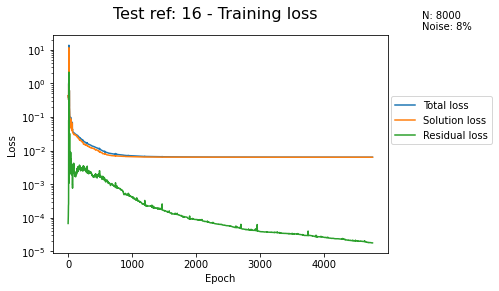 Test ref: 16 - Training loss
N: 8000
Noise: 8%
10¹
10⁰
10⁻¹
10⁻²
10⁻³
10⁻⁴
10⁻⁵
Loss
0
1000
2000
3000
4000
Epoch
Total loss
Solution loss
Residual loss